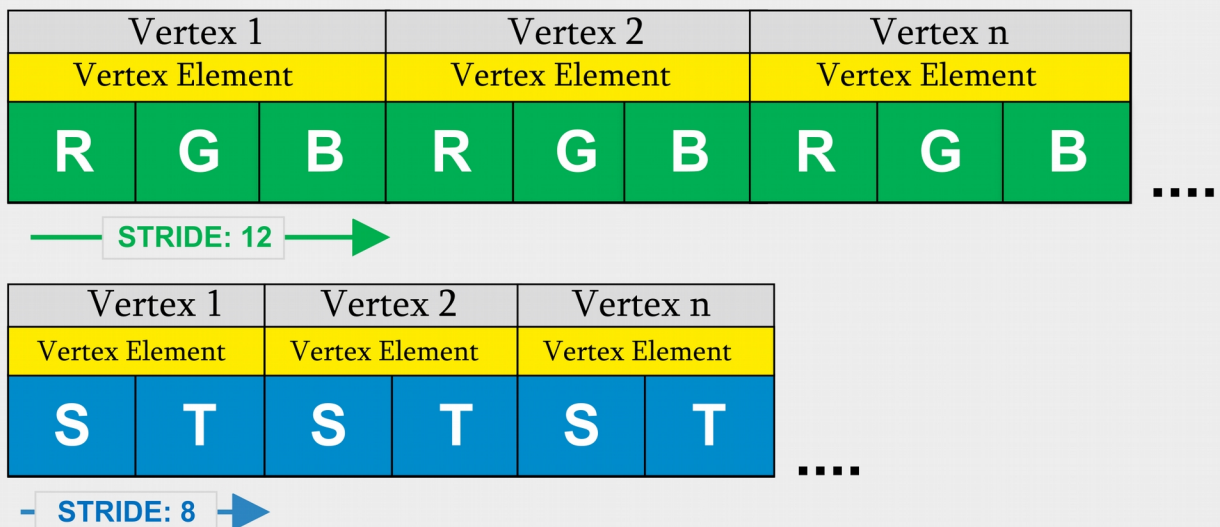 Vertex 1 Vertex 2 Vertex n
Vertex Element Vertex Element Vertex Element
R G B R G B R G B ....
STRIDE: 12
Vertex 1 Vertex 2 Vertex n
Vertex Element Vertex Element Vertex Element
S T S T S T ....
STRIDE: 8